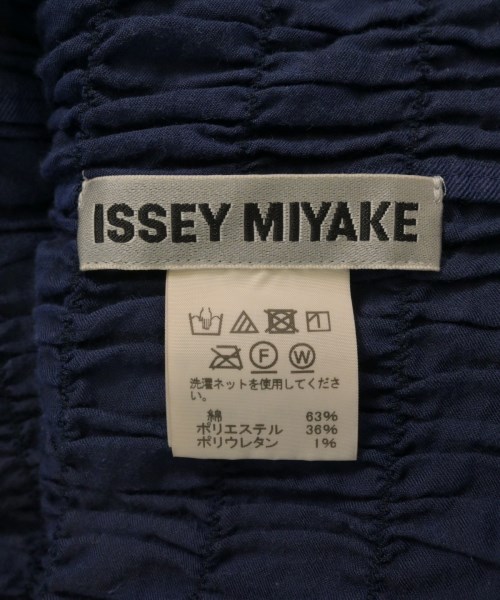 ISSEY MIYAKE
F W
洗濯ネットを使用してくださ
い。
綿 63%
ポリエステル 36%
ポリウレタン 1%